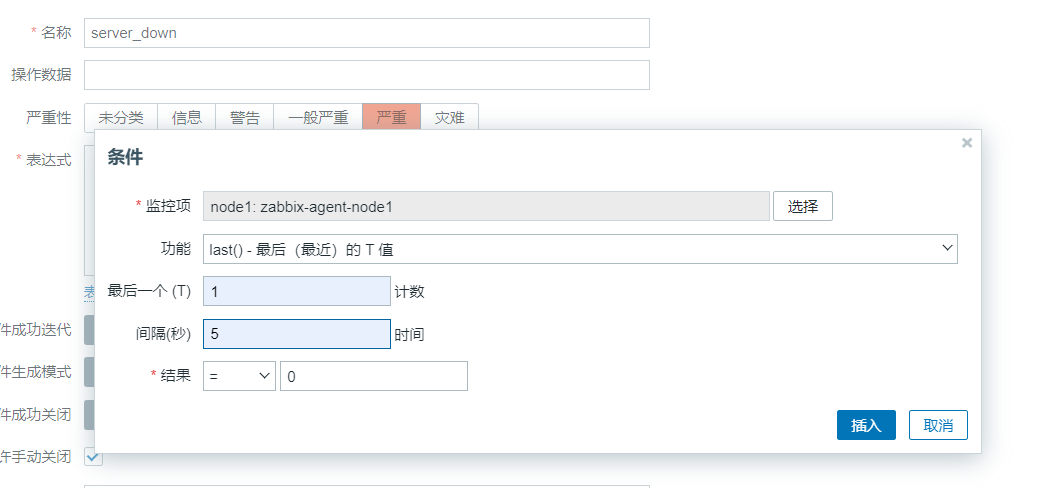 * 名称 server_down
操作数据
严重性 未分类 信息 警告 一般严重 严重 灾难
* 表达式
条件
* 监控项 node1: zabbix-agent-node1 选择
功能 last() - 最后（最近）的 T 值
最后一个 (T) 1 计数
间隔(秒) 5 时间
* 结果 = 0
插入 取消
表
件成功迭代
件生成模式
件成功关闭
许手动关闭